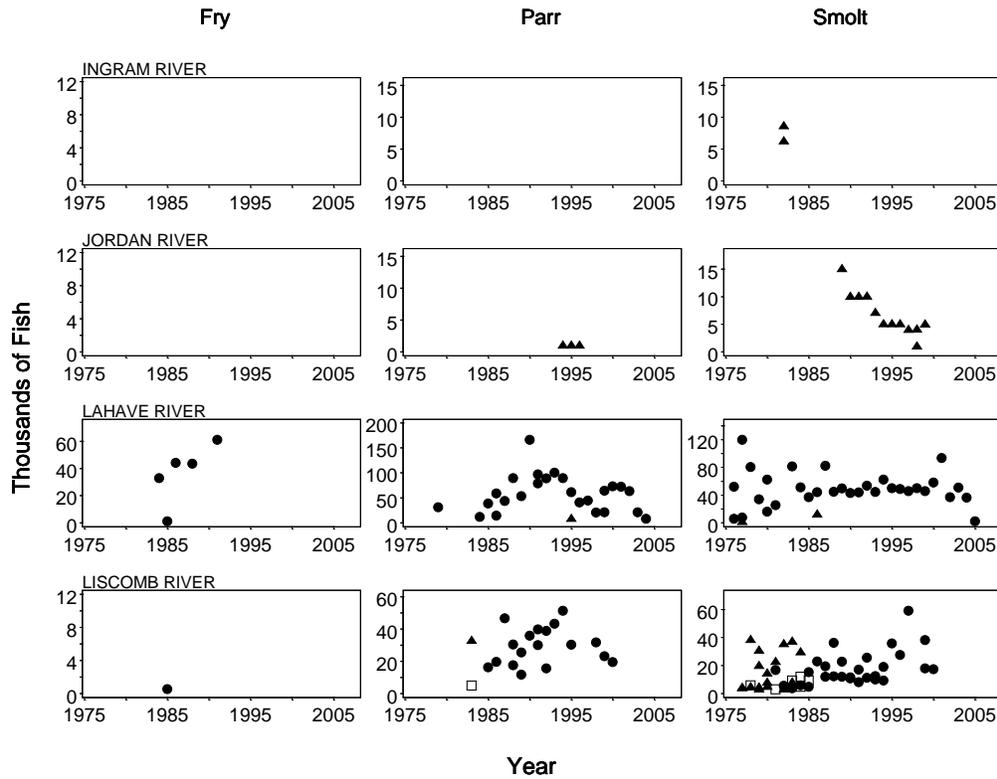 Fry Parr Smolt
Thousands of Fish
INGRAM RIVER
12 8 4 0
15 10 5 0
15 10 5 0
1975 1985 1995 2005 1975 1985 1995 2005 1975 1985 1995 2005
JORDAN RIVER
12 8 4 0
15 10 5 0
15 10 5 0
1975 1985 1995 2005 1975 1985 1995 2005 1975 1985 1995 2005
LAHAVE RIVER
60 40 20 0
200 150 100 50 0
120 80 40 0
1975 1985 1995 2005 1975 1985 1995 2005 1975 1985 1995 2005
LISCOMB RIVER
12 8 4 0
60 40 20 0
60 40 20 0
1975 1985 1995 2005 1975 1985 1995 2005 1975 1985 1995 2005
Year